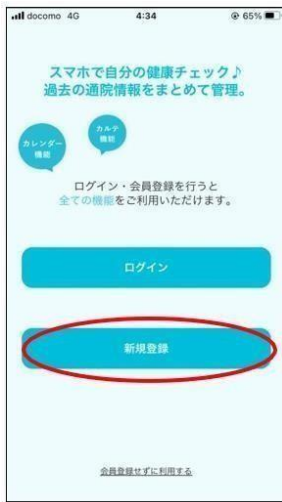 docomo 4G 4:34 65%
スマホで自分の健康チェック♪
過去の通院情報をまとめて管理。
カレンダー
機能
カルテ
機能
ログイン・会員登録を行うと
全ての機能をご利用いただけます。
ログイン
新規登録
会員登録せずに利用する